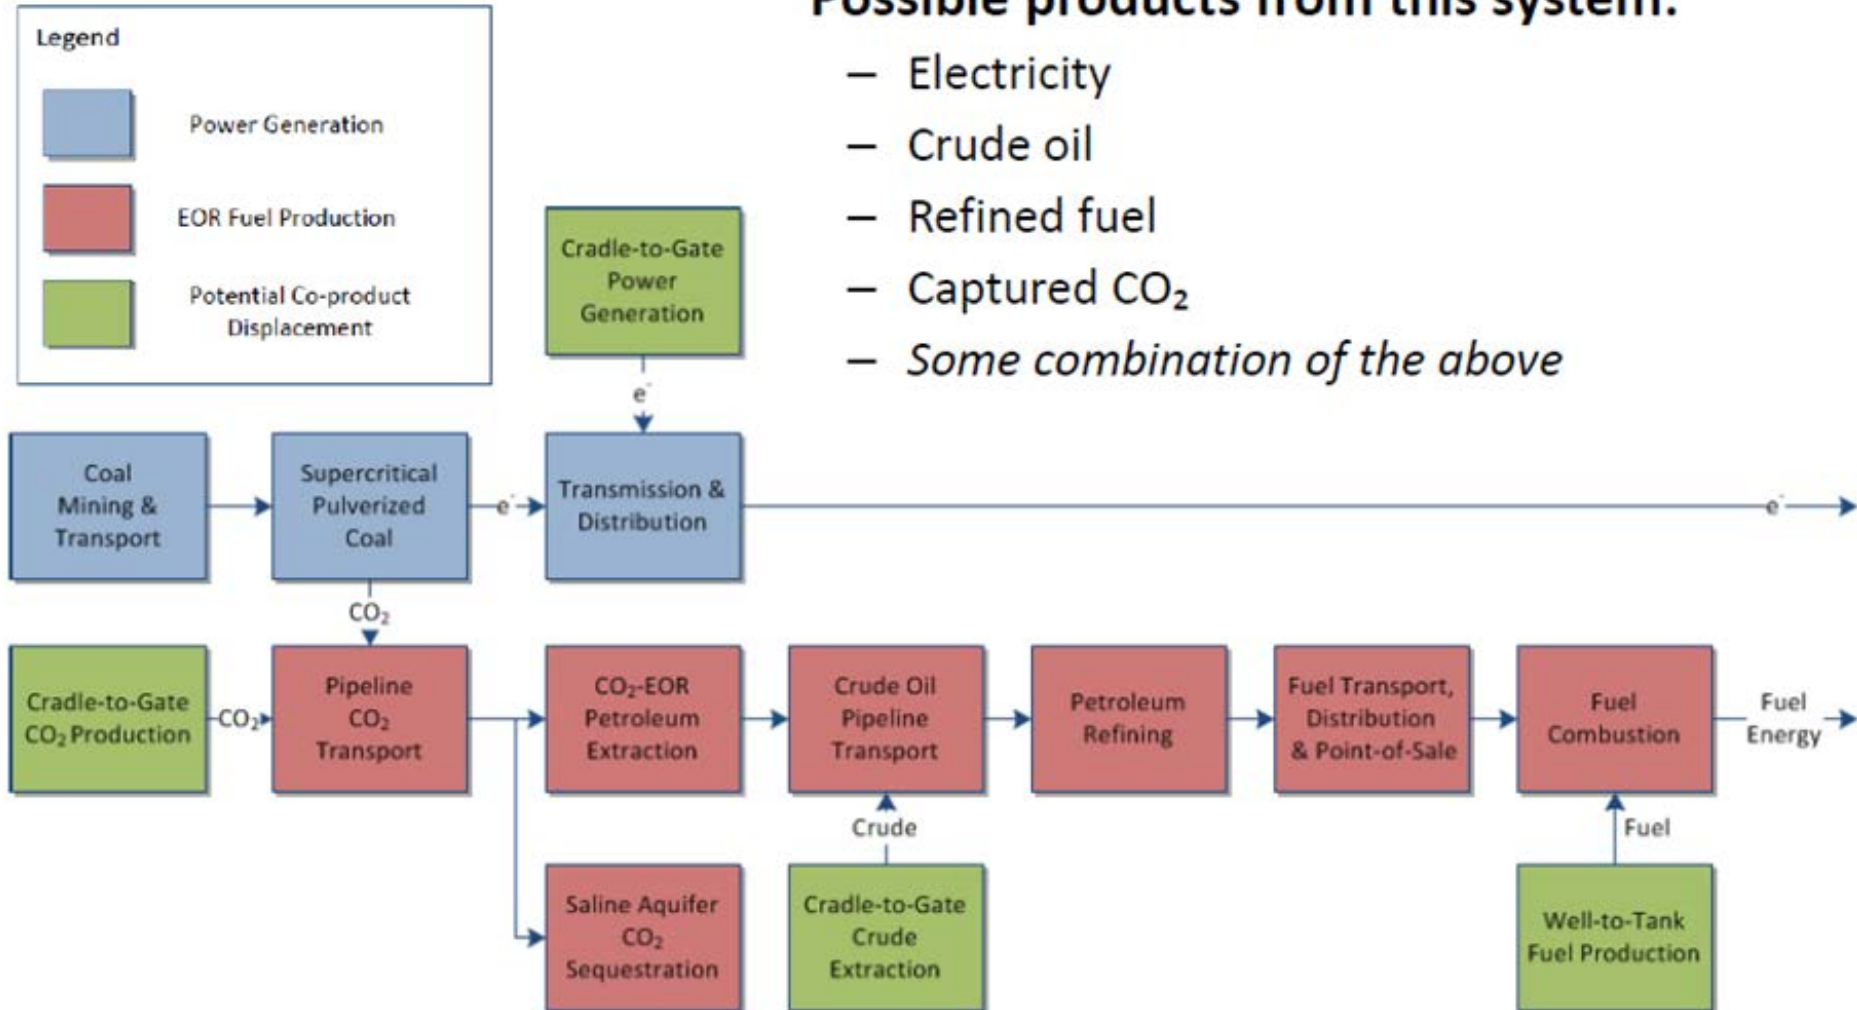 Possible products from this system:
– Electricity
– Crude oil
– Refined fuel
– Captured CO₂
– Some combination of the above
Legend
Power Generation
EOR Fuel Production
Potential Co-product
Displacement
Cradle-to-Gate
Power
Generation
e⁻
Coal
Mining &
Transport
Supercritical
Pulverized
Coal
e⁻
Transmission &
Distribution
e⁻
CO₂
Cradle-to-Gate
CO₂ Production
CO₂
Pipeline
CO₂
Transport
CO₂-EOR
Petroleum
Extraction
Crude Oil
Pipeline
Transport
Petroleum
Refining
Fuel Transport,
Distribution
& Point-of-Sale
Fuel
Combustion
Fuel
Energy
Crude
Fuel
Saline Aquifer
CO₂
Sequestration
Cradle-to-Gate
Crude
Extraction
Well-to-Tank
Fuel Production